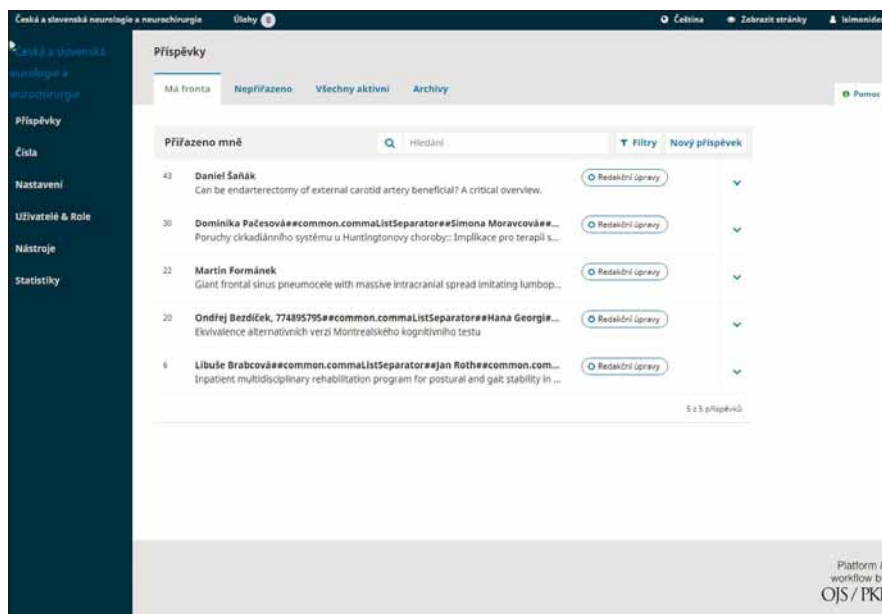 Česká a slovenská neurologie a neurochirurgie
Úlohy 0
Čeština
Zobrazit stránky
Česká a slovenská
neurologie a
neurochirurgie
Příspěvky
Čísla
Nastavení
Uživatelé & Role
Nástroje
Statistiky
Příspěvky
Má fronta
Nepřiřazeno
Všechny aktivní
Archivy
Pomoc
Přiřazeno mně
Hledání
Filtry
Nový příspěvek
43 Daniel Šaňák
Can be endarterectomy of external carotid artery beneficial? A critical overview.
Redakční úpravy
30 Dominika Pačesová##common.commaListSeparator##Simona Moravcová##...
Poruchy cirkadiánního systému u Huntingtonovy choroby:: Implikace pro terapii s...
Redakční úpravy
22 Martin Formánek
Giant frontal sinus pneumocele with massive intracranial spread imitating lumbop...
Redakční úpravy
20 Ondřej Bezdíček, 774895795##common.commaListSeparator##Hana Georgi#...
Ekvivalence alternativních verzí Montrealského kognitivního testu
Redakční úpravy
6 Libuše Brabcová##common.commaListSeparator##Jan Roth##common.com...
Inpatient multidisciplinary rehabilitation program for postural and gait stability in ...
Redakční úpravy
5 z 5 příspěvků
Platform &
workflow b
OJS / PK